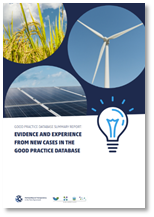 GOOD PRACTICE DATABASE SUMMARY REPORT
EVIDENCE AND EXPERIENCE
FROM NEW CASES IN THE
GOOD PRACTICE DATABASE